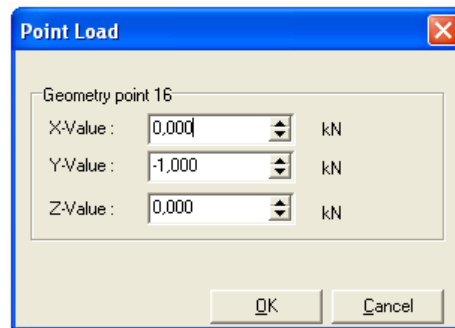 Point Load
Geometry point 16
X-Value : 0,000 kN
Y-Value : -1,000 kN
Z-Value : 0,000 kN
OK Cancel